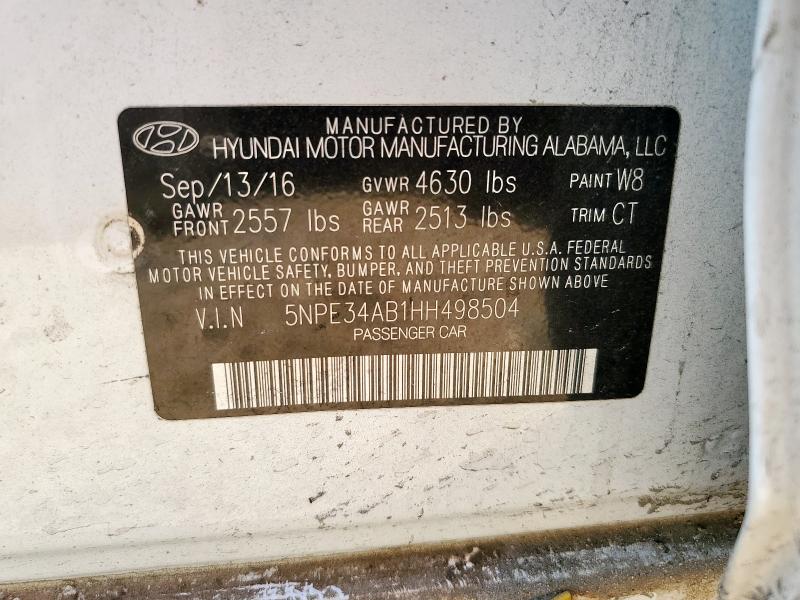 MANUFACTURED BY
HYUNDAI MOTOR MANUFACTURING ALABAMA, LLC
Sep/13/16 GVWR 4630 lbs PAINT W8
GAWR FRONT 2557 lbs GAWR REAR 2513 lbs TRIM CT
THIS VEHICLE CONFORMS TO ALL APPLICABLE U.S.A. FEDERAL
MOTOR VEHICLE SAFETY, BUMPER, AND THEFT PREVENTION STANDARDS
IN EFFECT ON THE DATE OF MANUFACTURE SHOWN ABOVE
V.I.N 5NPE34AB1HH498504
PASSENGER CAR